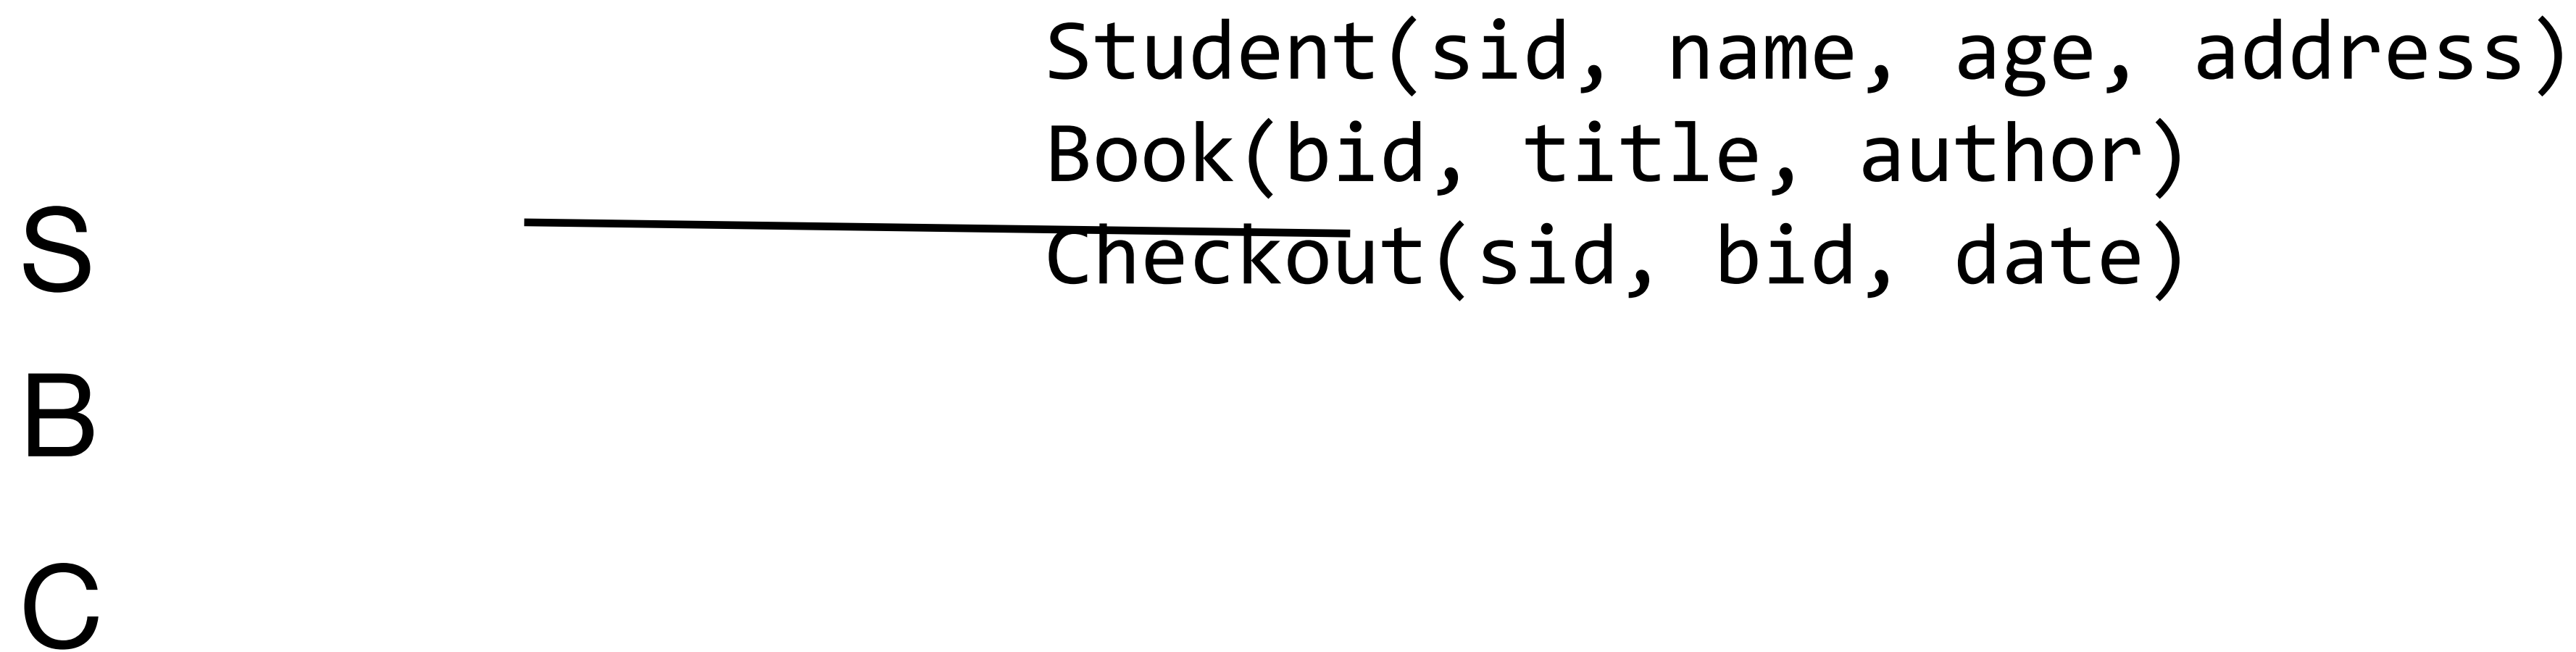 Student(sid, name, age, address)
Book(bid, title, author)
Checkout(sid, bid, date)
S
B
C